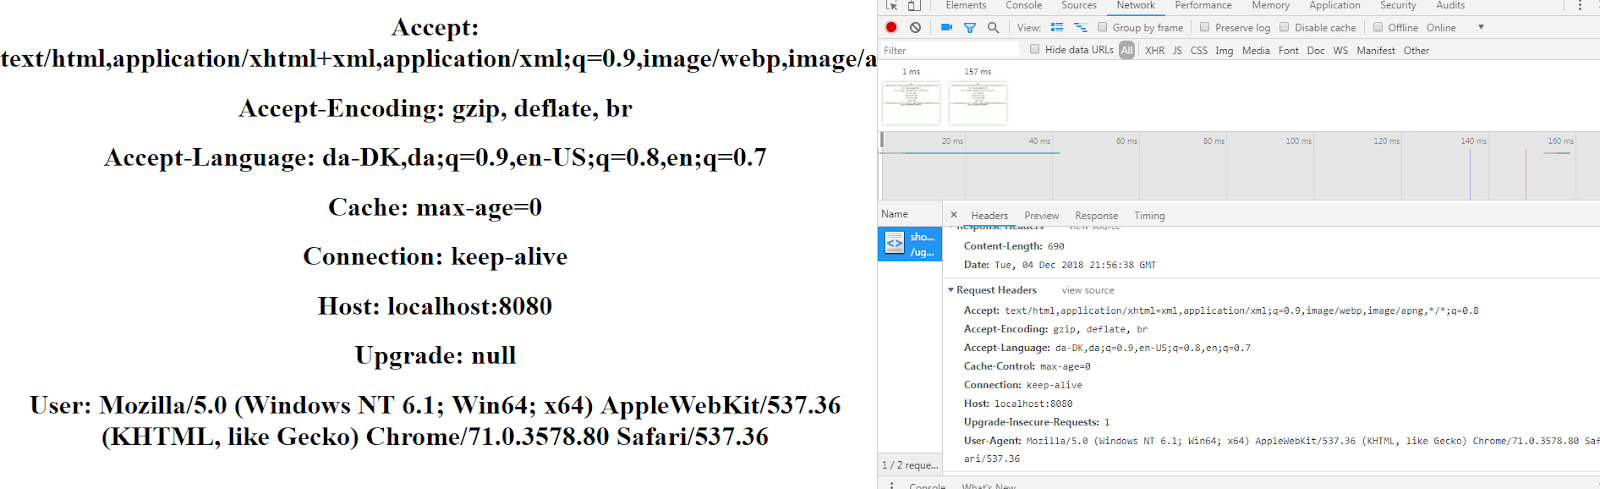 Accept:
text/html,application/xhtml+xml,application/xml;q=0.9,image/webp,image/a
Accept-Encoding: gzip, deflate, br
Accept-Language: da-DK,da;q=0.9,en-US;q=0.8,en;q=0.7
Cache: max-age=0
Connection: keep-alive
Host: localhost:8080
Upgrade: null
User: Mozilla/5.0 (Windows NT 6.1; Win64; x64) AppleWebKit/537.36
(KHTML, like Gecko) Chrome/71.0.3578.80 Safari/537.36
Elements Console Sources Network Performance Memory Application Security Audits
View: Group by frame Preserve log Disable cache Offline Online
Filter Hide data URLs All XHR JS CSS Img Media Font Doc WS Manifest Other
1 ms 157 ms
20 ms 40 ms 60 ms 80 ms 100 ms 120 ms 140 ms 160 ms
Name × Headers Preview Response Timing
sho...
/ug...
Response Headers view source
Content-Length: 690
Date: Tue, 04 Dec 2018 21:56:38 GMT
Request Headers view source
Accept: text/html,application/xhtml+xml,application/xml;q=0.9,image/webp,image/apng,*/*;q=0.8
Accept-Encoding: gzip, deflate, br
Accept-Language: da-DK,da;q=0.9,en-US;q=0.8,en;q=0.7
Cache-Control: max-age=0
Connection: keep-alive
Host: localhost:8080
Upgrade-Insecure-Requests: 1
User-Agent: Mozilla/5.0 (Windows NT 6.1; Win64; x64) AppleWebKit/537.36 (KHTML, like Gecko) Chrome/71.0.3578.80 Saf
ari/537.36
1 / 2 reque...
Console What's New